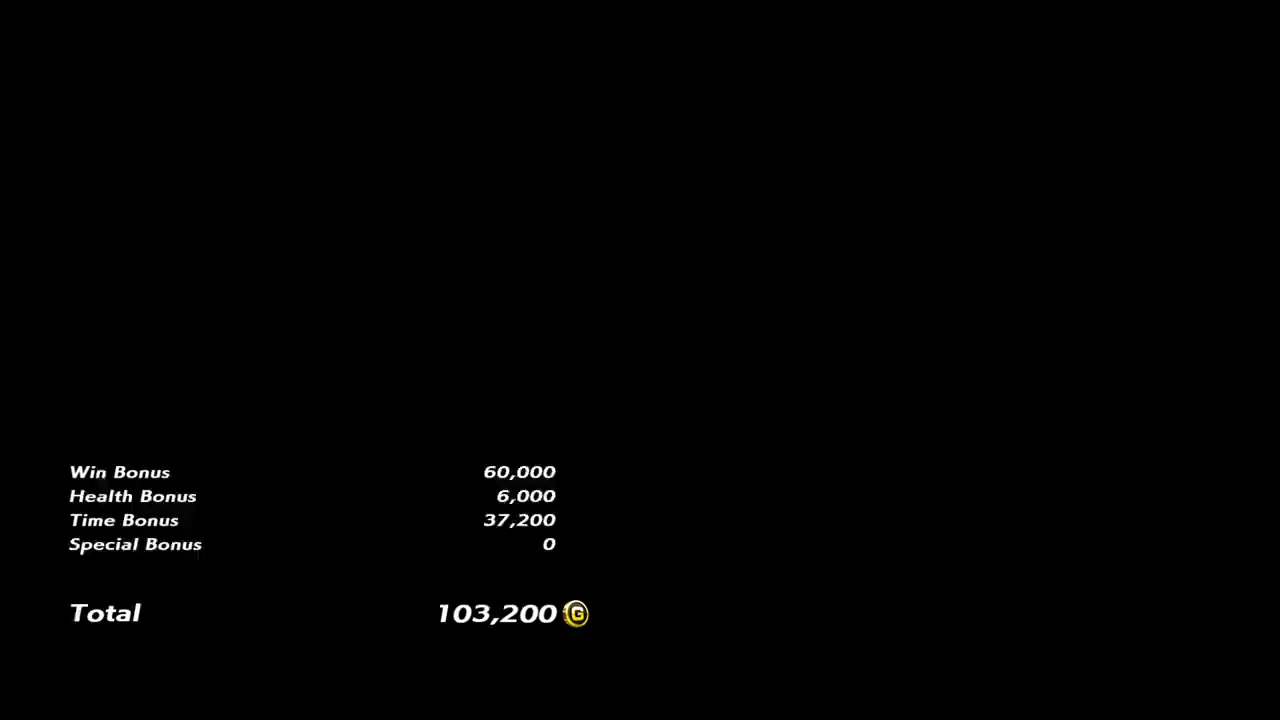 Win Bonus 60,000
Health Bonus 6,000
Time Bonus 37,200
Special Bonus 0
Total 103,200 G